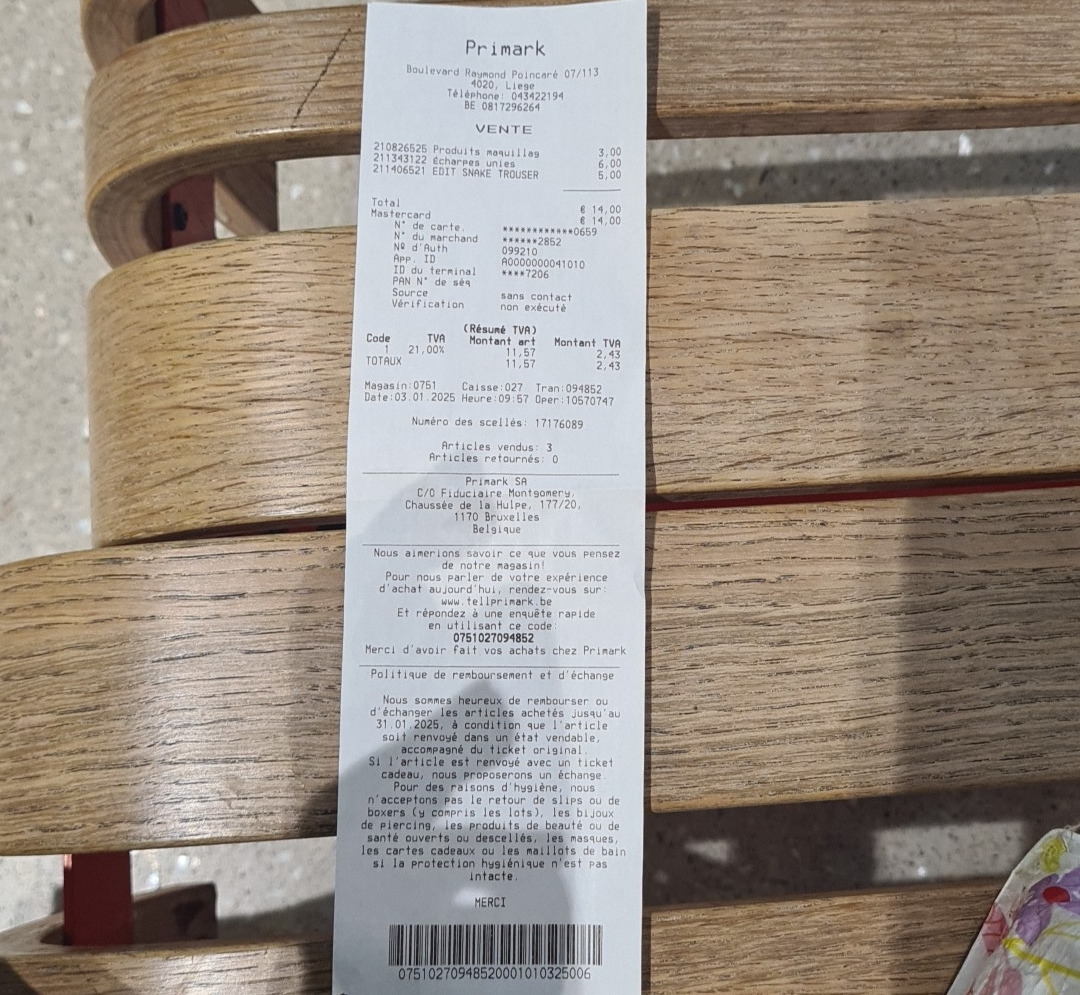 Primark
Boulevard Raymond Poincaré 07/113
4020, Liege
Téléphone: 043422194
BE 0817296264
VENTE
210826525 Produits maquillag 3,00
211343122 Écharpes unies 6,00
211406521 EDIT SNAKE TROUSER 5,00
Total € 14,00
Mastercard € 14,00
N° de carte. ************0659
N° du marchand ******2852
Nº d'Auth 099210
App. ID A0000000041010
ID du terminal ****7206
PAN N° de séq
Source sans contact
Vérification non exécuté
(Résumé TVA)
Code TVA Montant art Montant TVA
1 21,00% 11,57 2,43
TOTAUX 11,57 2,43
Magasin:0751 Caisse:027 Tran:094852
Date:03.01.2025 Heure:09:57 Oper:10570747
Numéro des scellés: 17176089
Articles vendus: 3
Articles retournés: 0
Primark SA
C/O Fiduciaire Montgomery,
Chaussée de la Hulpe, 177/20,
1170 Bruxelles
Belgique
Nous aimerions savoir ce que vous pensez
de notre magasin!
Pour nous parler de votre expérience
d'achat aujourd'hui, rendez-vous sur:
www.tellprimark.be
Et répondez à une enquête rapide
en utilisant ce code:
0751027094852
Merci d'avoir fait vos achats chez Primark
Politique de remboursement et d'échange
Nous sommes heureux de rembourser ou
d'échanger les articles achetés jusqu'au
31.01.2025, à condition que l'article
soit renvoyé dans un état vendable,
accompagné du ticket original.
Si l'article est renvoyé avec un ticket
cadeau, nous proposerons un échange.
Pour des raisons d'hygiène, nous
n'acceptons pas le retour de slips ou de
boxers (y compris les lots), les bijoux
de piercing, les produits de beauté ou de
santé ouverts ou descellés, les masques,
les cartes cadeaux ou les maillots de bain
si la protection hygiénique n'est pas
intacte.
MERCI
07510270948520001010325006